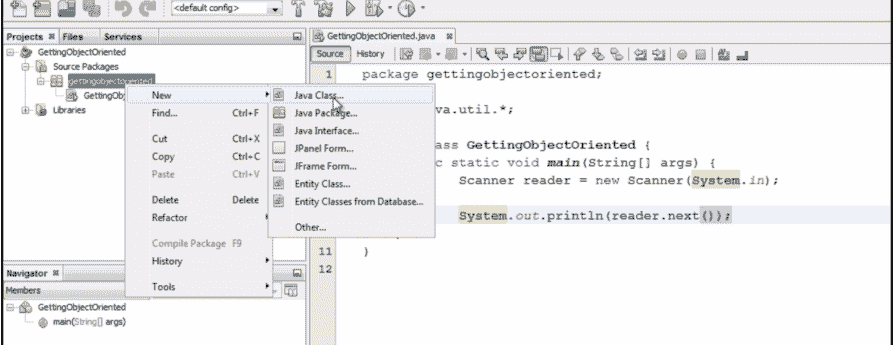 <default config>
Projects Files Services
GettingObjectOriented
Source Packages
gettingobjectoriented
GettingOb
Libraries
New
Find... Ctrl+F
Cut Ctrl+X
Copy Ctrl+C
Paste Ctrl+V
Delete Delete
Refactor
Compile Package F9
History
Tools
Java Class...
Java Package...
Java Interface...
JPanel Form...
JFrame Form...
Entity Class...
Entity Classes from Database...
Other...
Navigator
Members
GettingObjectOriented
main(String[] args)
GettingObjectOriented.java
Source History
1 package gettingobjectoriented;
va.util.*;
ass GettingObjectOriented {
c static void main(String[] args) {
Scanner reader = new Scanner(System.in);
System.out.println(reader.next());
11 }
12